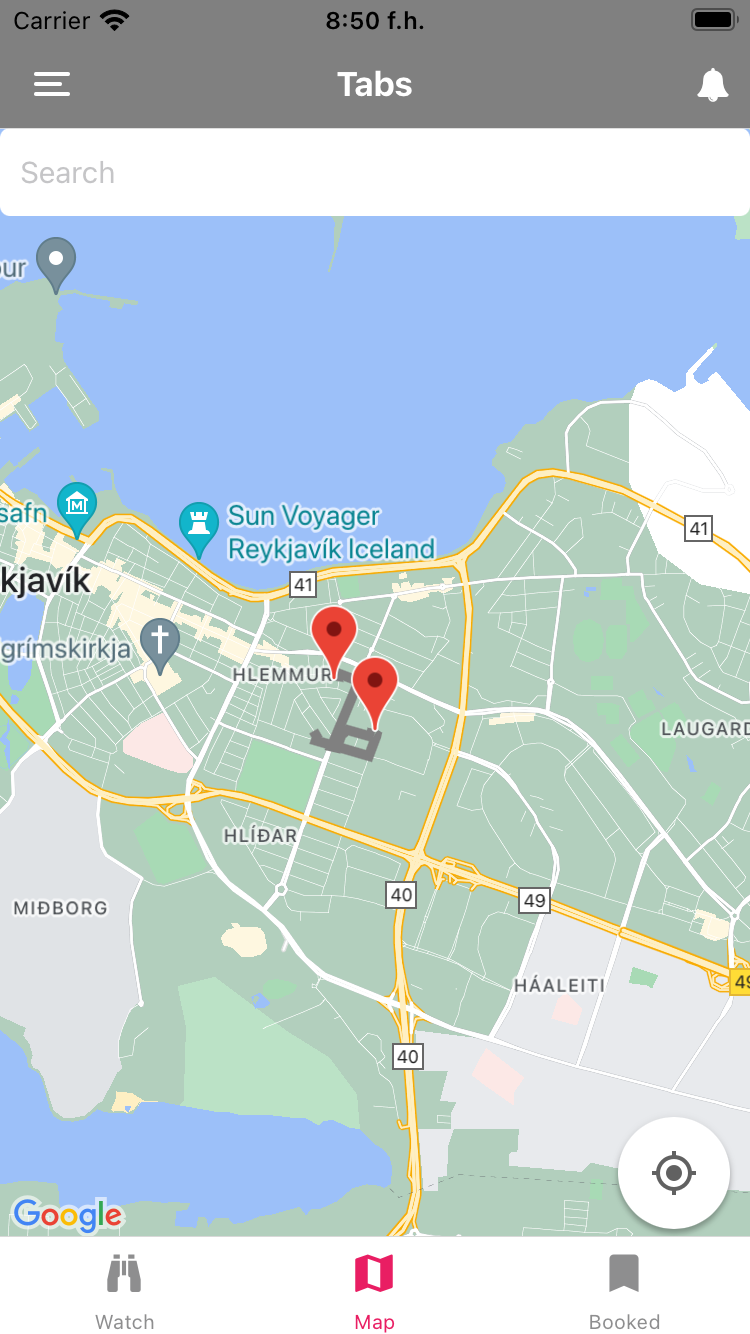 Carrier
8:50 f.h.
Tabs
Search
our
safn
Sun Voyager
Reykjavík Iceland
41
41
kjavík
grímskirkja
HLEMMUR
LAUGARD
HLÍÐAR
40
49
MIÐBORG
49
HÁALEITI
40
Google
Watch
Map
Booked